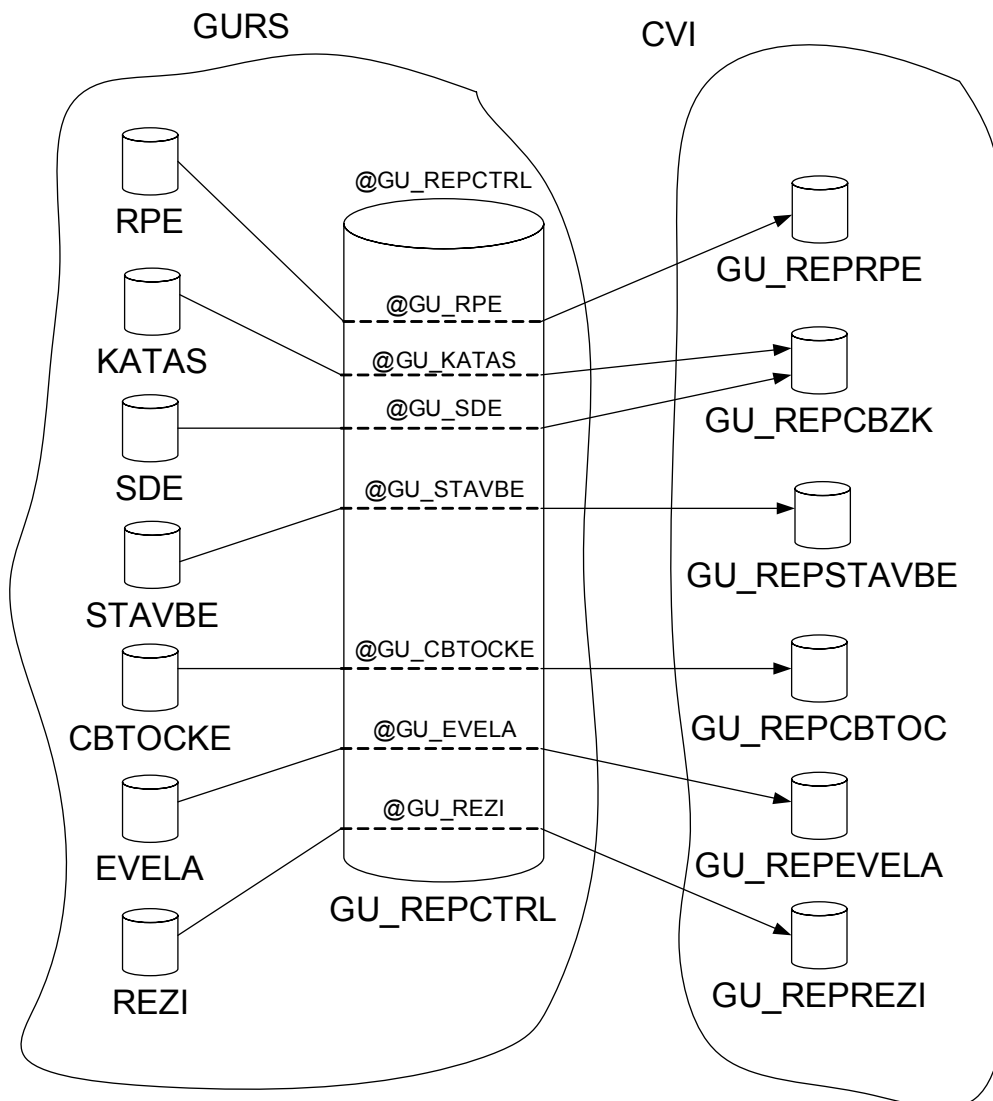 GURS
CVI
RPE
KATAS
SDE
STAVBE
CBTOCKE
EVELA
REZI
@GU_REPCTRL
@GU_RPE
@GU_KATAS
@GU_SDE
@GU_STAVBE
@GU_CBTOCKE
@GU_EVELA
@GU_REZI
GU_REPCTRL
GU_REPRPE
GU_REPCBZK
GU_REPSTAVBE
GU_REPCBTOC
GU_REPEVELA
GU_REPREZI